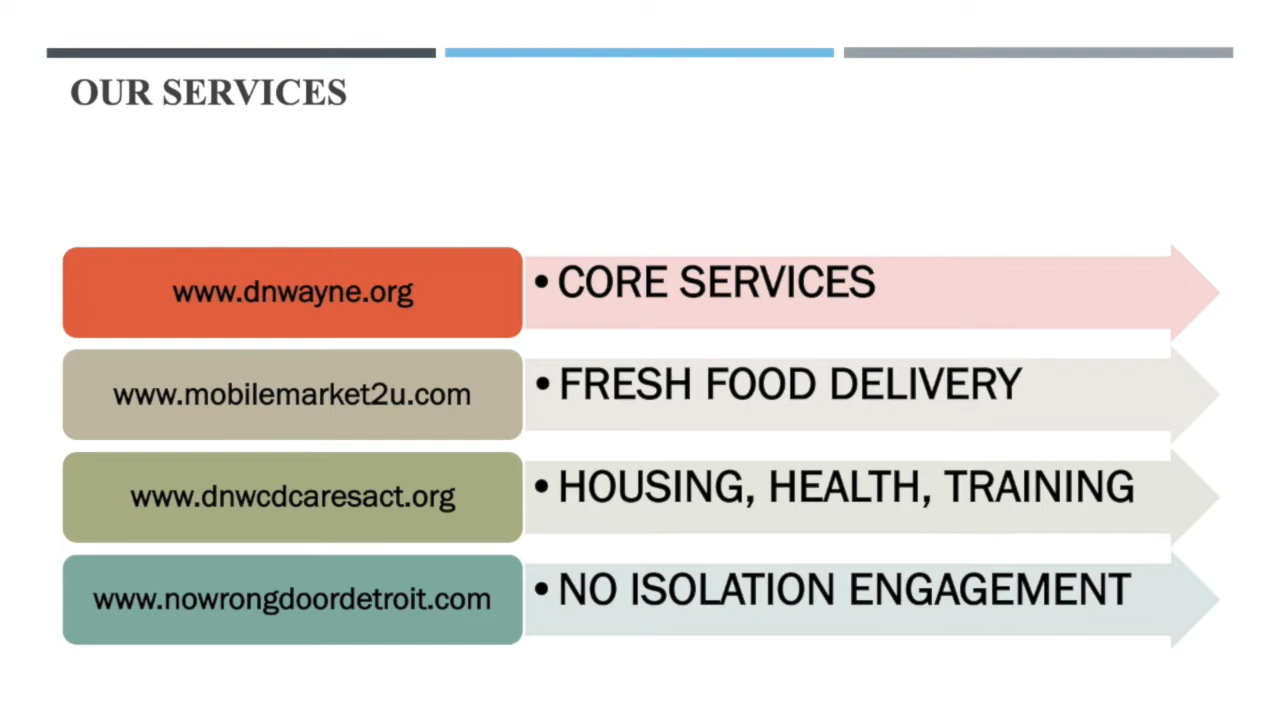 OUR SERVICES
www.dnwayne.org
• CORE SERVICES
www.mobilemarket2u.com
• FRESH FOOD DELIVERY
www.dnwcdcaresact.org
• HOUSING, HEALTH, TRAINING
www.nowrongdoordetroit.com
• NO ISOLATION ENGAGEMENT